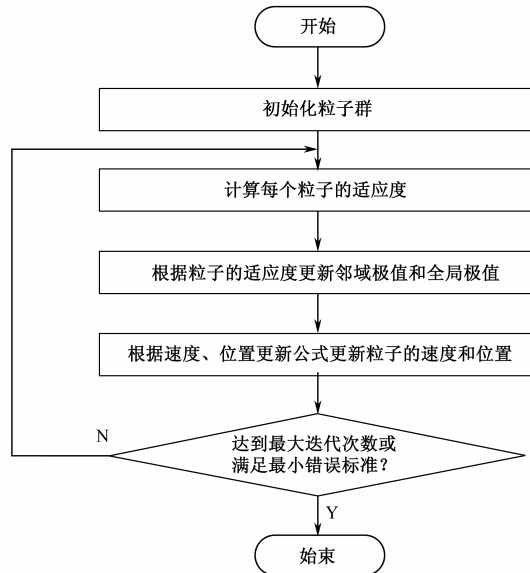 开始
初始化粒子群
计算每个粒子的适应度
根据粒子的适应度更新邻域极值和全局极值
根据速度、位置更新公式更新粒子的速度和位置
N
达到最大迭代次数或
满足最小错误标准？
Y
始束